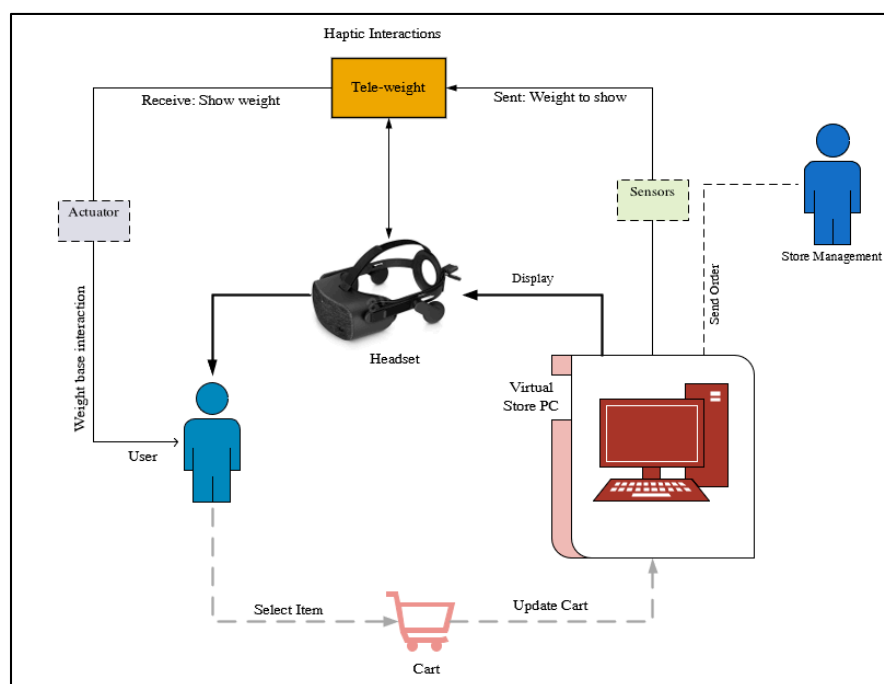 Haptic Interactions
Tele-weight
Receive: Show weight
Sent: Weight to show
Actuator
Sensors
Store Management
Display
Send Order
Headset
Weight base interaction
Virtual
Store PC
User
Select Item
Update Cart
Cart